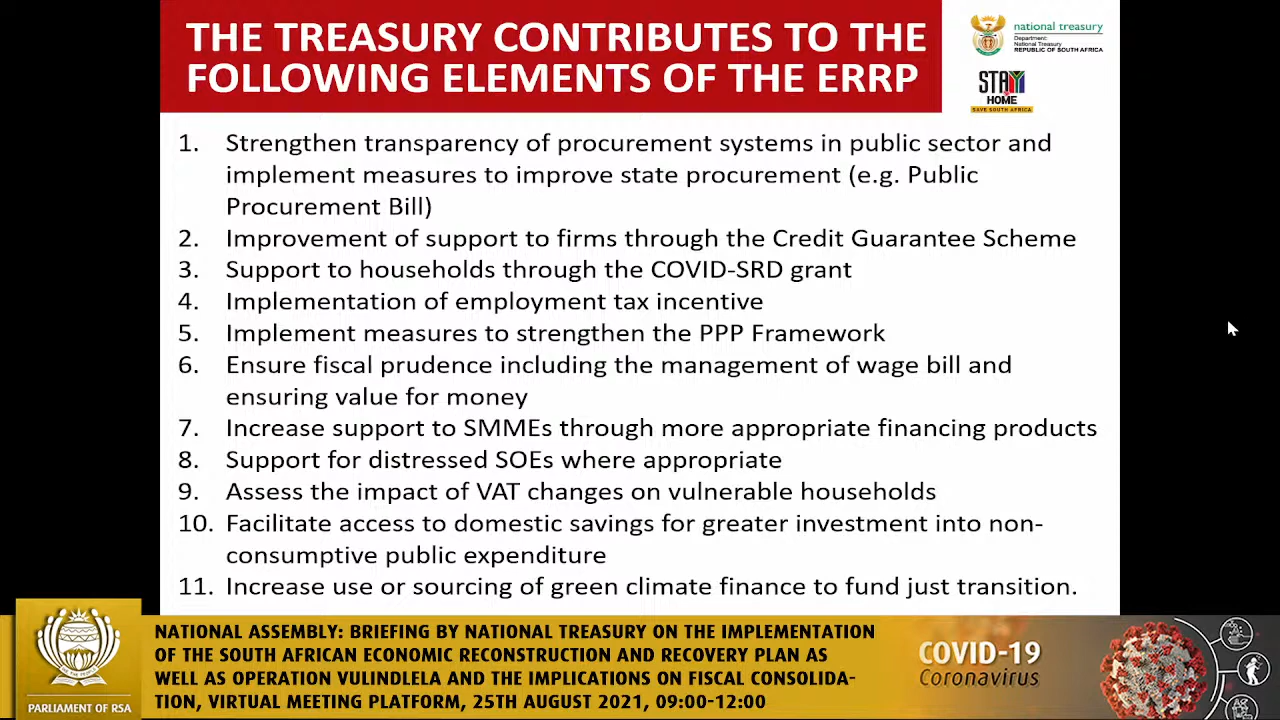 THE TREASURY CONTRIBUTES TO THE
FOLLOWING ELEMENTS OF THE ERRP
national treasury
Department:
National Treasury
REPUBLIC OF SOUTH AFRICA
STAY
HOME
SAVE SOUTH AFRICA
1. Strengthen transparency of procurement systems in public sector and
implement measures to improve state procurement (e.g. Public
Procurement Bill)
2. Improvement of support to firms through the Credit Guarantee Scheme
3. Support to households through the COVID-SRD grant
4. Implementation of employment tax incentive
5. Implement measures to strengthen the PPP Framework
6. Ensure fiscal prudence including the management of wage bill and
ensuring value for money
7. Increase support to SMMEs through more appropriate financing products
8. Support for distressed SOEs where appropriate
9. Assess the impact of VAT changes on vulnerable households
10. Facilitate access to domestic savings for greater investment into non-
consumptive public expenditure
11. Increase use or sourcing of green climate finance to fund just transition.
PARLIAMENT OF RSA
NATIONAL ASSEMBLY: BRIEFING BY NATIONAL TREASURY ON THE IMPLEMENTATION
OF THE SOUTH AFRICAN ECONOMIC RECONSTRUCTION AND RECOVERY PLAN AS
WELL AS OPERATION VULINDLELA AND THE IMPLICATIONS ON FISCAL CONSOLIDA-
TION, VIRTUAL MEETING PLATFORM, 25TH AUGUST 2021, 09:00-12:00
COVID-19
Coronavirus